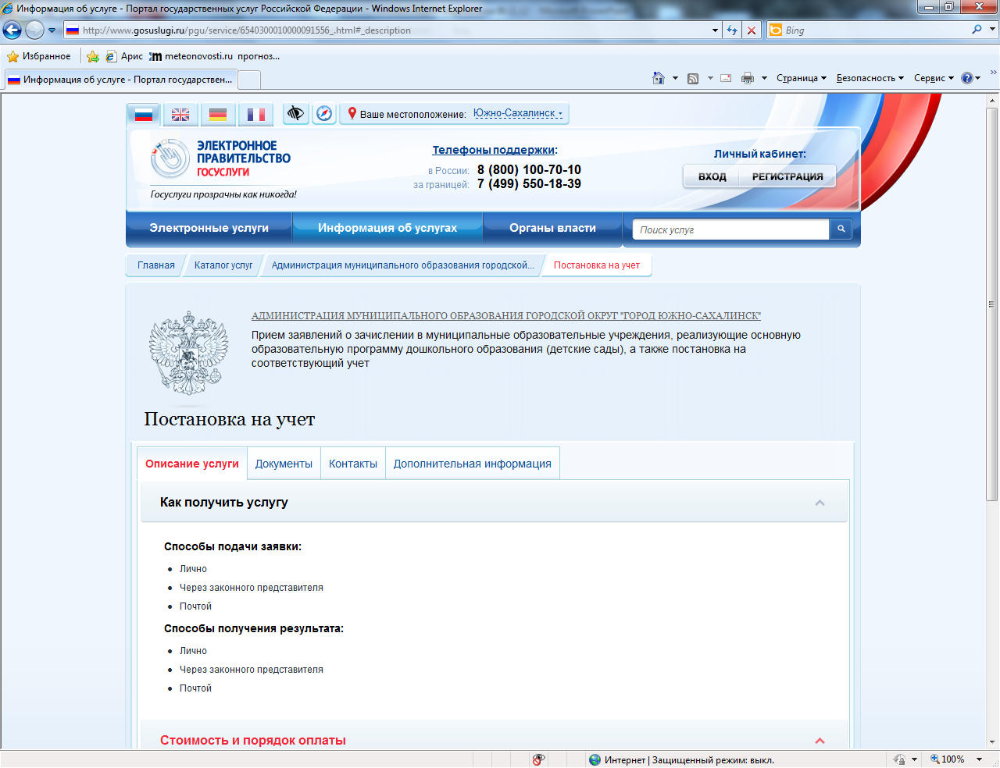 Информация об услуге - Портал государственных услуг Российской Федерации - Windows Internet Explorer
http://www.gosuslugi.ru/pgu/service/6540300010000091556_.html#_description
Bing
Избранное
Арис
meteonovosti.ru прогноз...
Информация об услуге - Портал государствен...
Страница
Безопасность
Сервис
Ваше местоположение: Южно-Сахалинск
ЭЛЕКТРОННОЕ
ПРАВИТЕЛЬСТВО
ГОСУСЛУГИ
Госуслуги прозрачны как никогда!
Телефоны поддержки:
в России: 8 (800) 100-70-10
за границей: 7 (499) 550-18-39
Личный кабинет:
ВХОД
РЕГИСТРАЦИЯ
Электронные услуги
Информация об услугах
Органы власти
Поиск услуг
Главная
Каталог услуг
Администрация муниципального образования городской...
Постановка на учет
АДМИНИСТРАЦИЯ МУНИЦИПАЛЬНОГО ОБРАЗОВАНИЯ ГОРОДСКОЙ ОКРУГ "ГОРОД ЮЖНО-САХАЛИНСК"
Прием заявлений о зачислении в муниципальные образовательные учреждения, реализующие основную
образовательную программу дошкольного образования (детские сады), а также постановка на
соответствующий учет
Постановка на учет
Описание услуги
Документы
Контакты
Дополнительная информация
Как получить услугу
Способы подачи заявки:
Лично
Через законного представителя
Почтой
Способы получения результата:
Лично
Через законного представителя
Почтой
Стоимость и порядок оплаты
Интернет | Защищенный режим: выкл.
100%